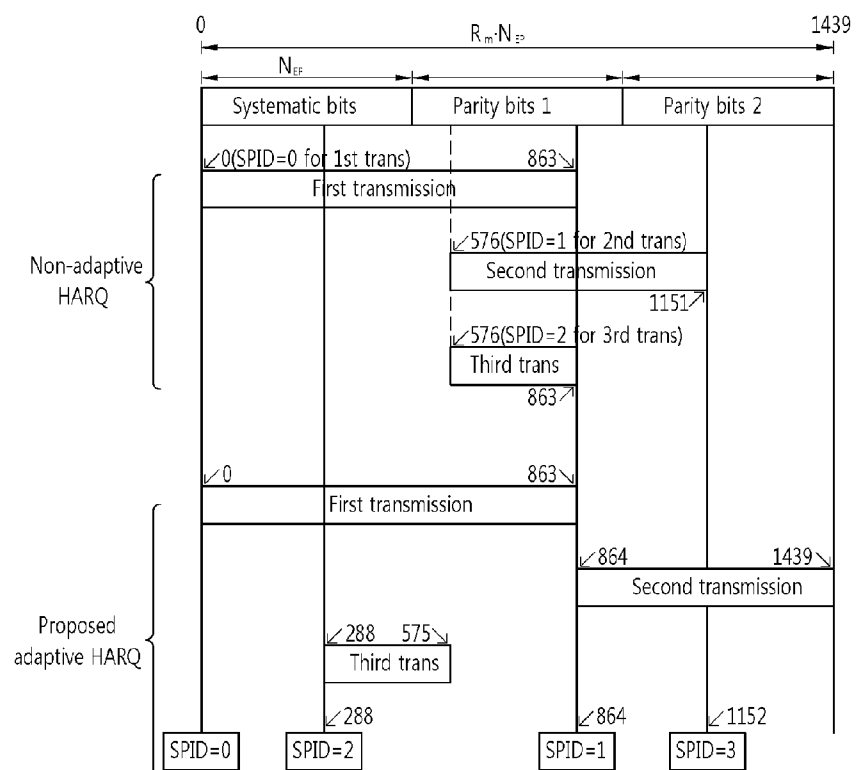 0
R m · N EP
1439
N EP
Systematic bits
Parity bits 1
Parity bits 2
0(SPID=0 for 1st trans)
863
First transmission
576(SPID=1 for 2nd trans)
Second transmission
1151
Non-adaptive
HARQ
576(SPID=2 for 3rd trans)
Third trans
863
0
863
First transmission
864
1439
Second transmission
Proposed
adaptive HARQ
288
575
Third trans
288
864
1152
SPID=0
SPID=2
SPID=1
SPID=3